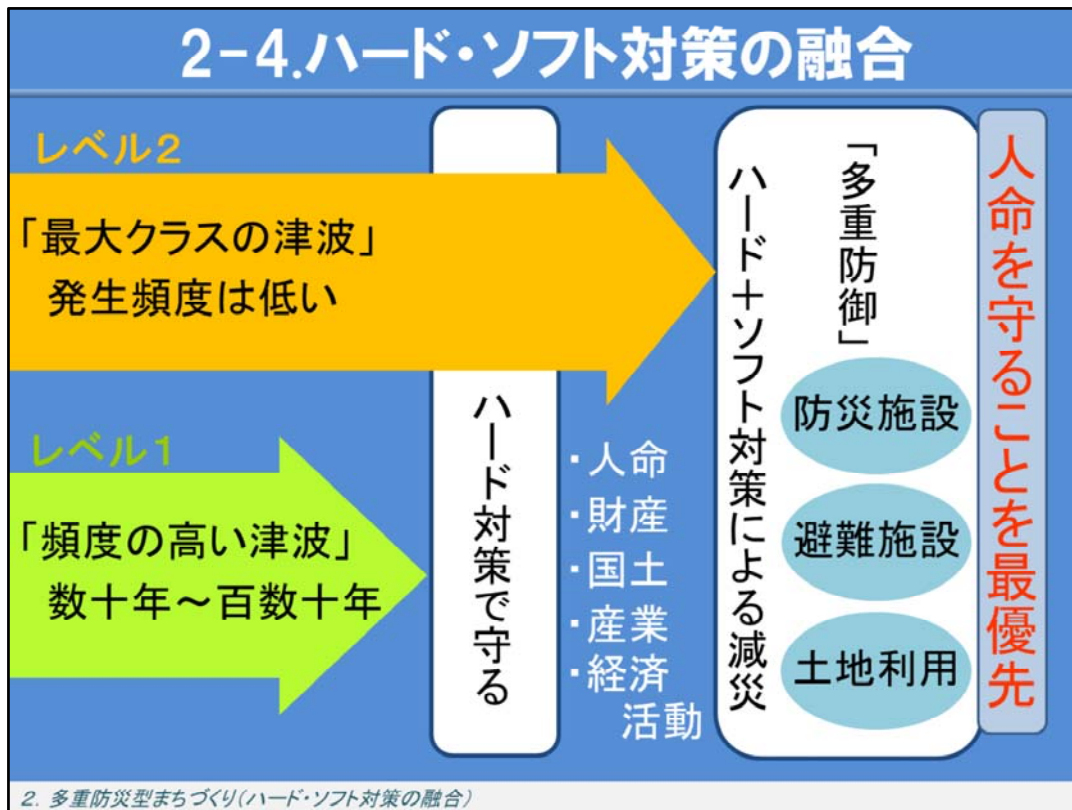 2-4.ハード・ソフト対策の融合
レベル2
「最大クラスの津波」
発生頻度は低い
レベル1
「頻度の高い津波」
数十年～百数十年
ハード対策で守る
・人命
・財産
・国土
・産業
・経済
活動
「多重防御」
ハード＋ソフト対策による減災
防災施設
避難施設
土地利用
人命を守ることを最優先
2. 多重防災型まちづくり(ハード・ソフト対策の融合)